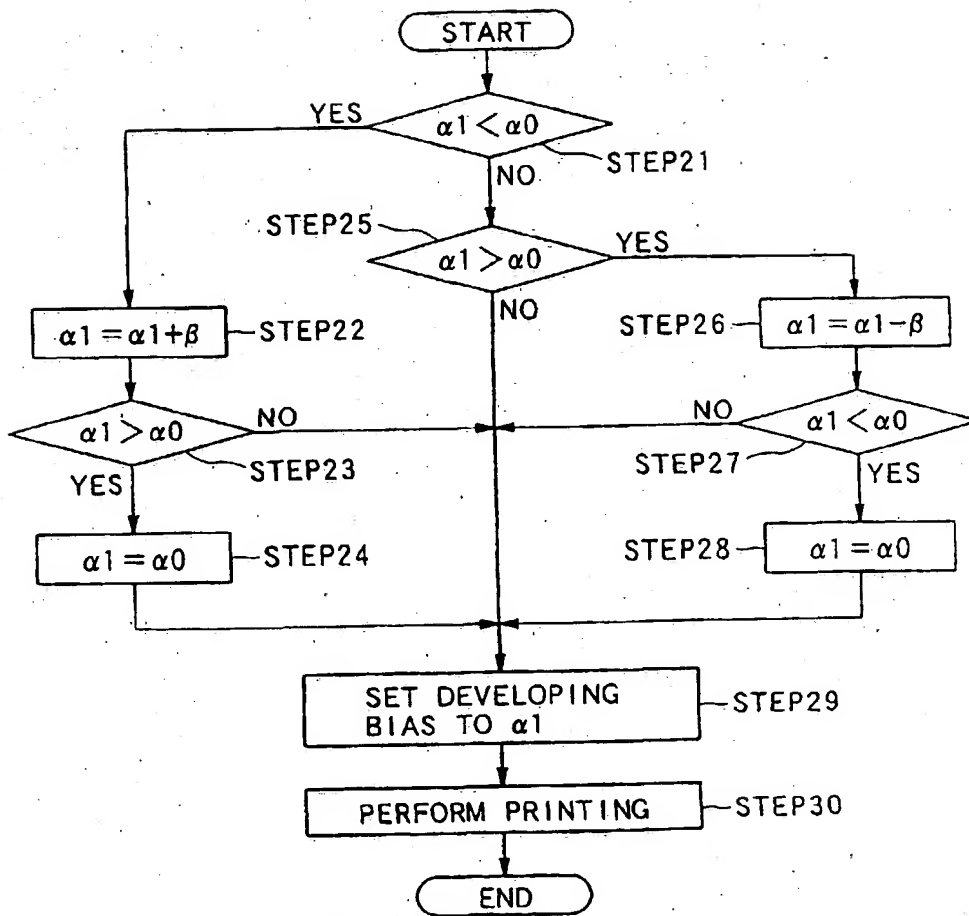 START
YES
α1<α0
STEP21
NO
STEP25
α1>α0
YES
NO
α1=α1+β
STEP22
STEP26
α1=α1-β
α1>α0
NO
STEP23
YES
NO
α1<α0
STEP27
YES
α1=α0
STEP24
STEP28
α1=α0
SET DEVELOPING
BIAS TO α1
STEP29
PERFORM PRINTING
STEP30
END